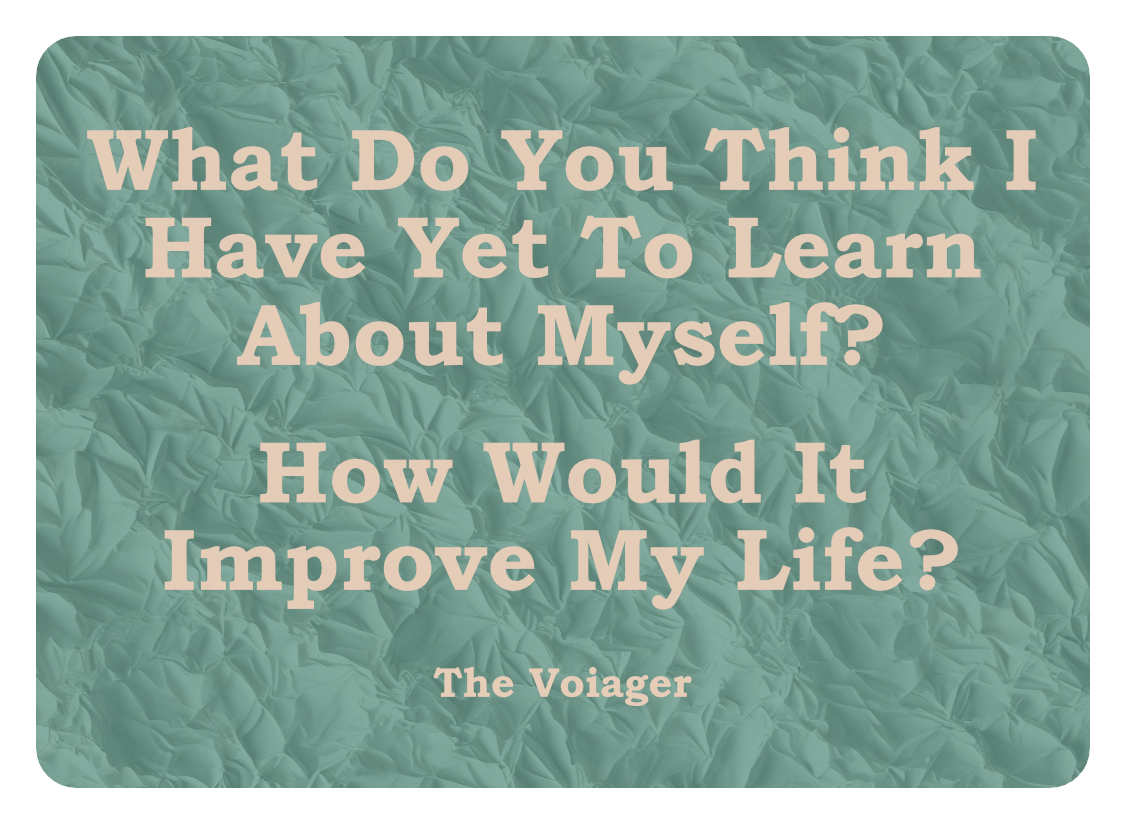 What Do You Think I
Have Yet To Learn
About Myself?
How Would It
Improve My Life?
The Voiager